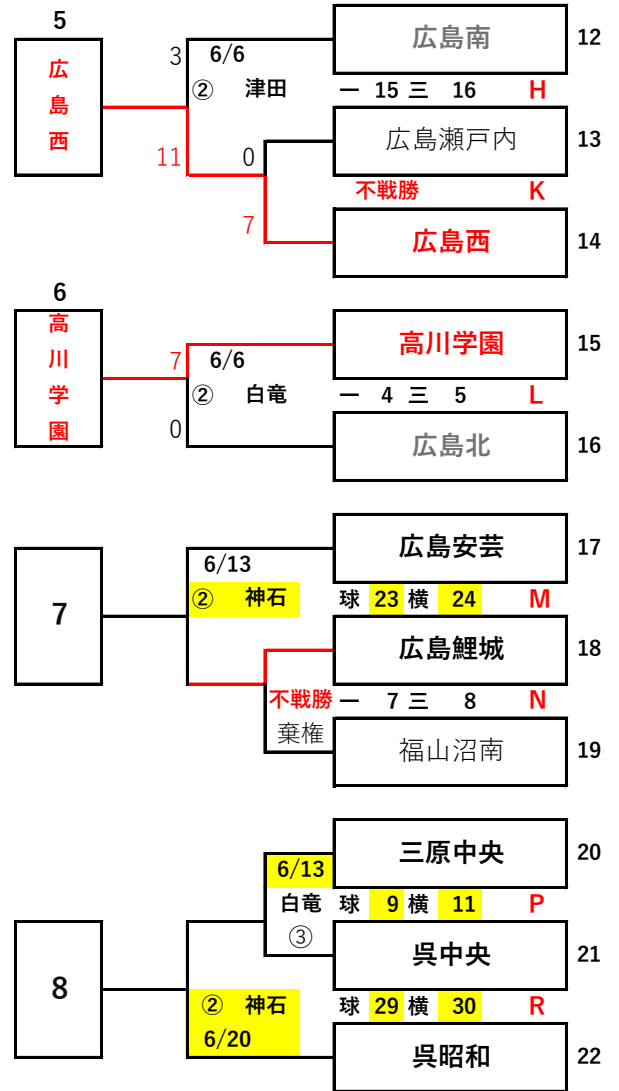 5
広島西
3 6/6
② 津田
11 0
7
広島南 12
一 15 三 16 H
広島瀬戸内 13
不戦勝 K
広島西 14
6
高川学園
7 6/6
② 白竜
0
高川学園 15
一 4 三 5 L
広島北 16
7
6/13
② 神石
広島安芸 17
球 23 横 24 M
広島鯉城 18
不戦勝 一 7 三 8 N
棄権
福山沼南 19
8
三原中央 20
6/13
白竜 球 9 横 11 P
③
呉中央 21
② 神石 球 29 横 30 R
6/20
呉昭和 22